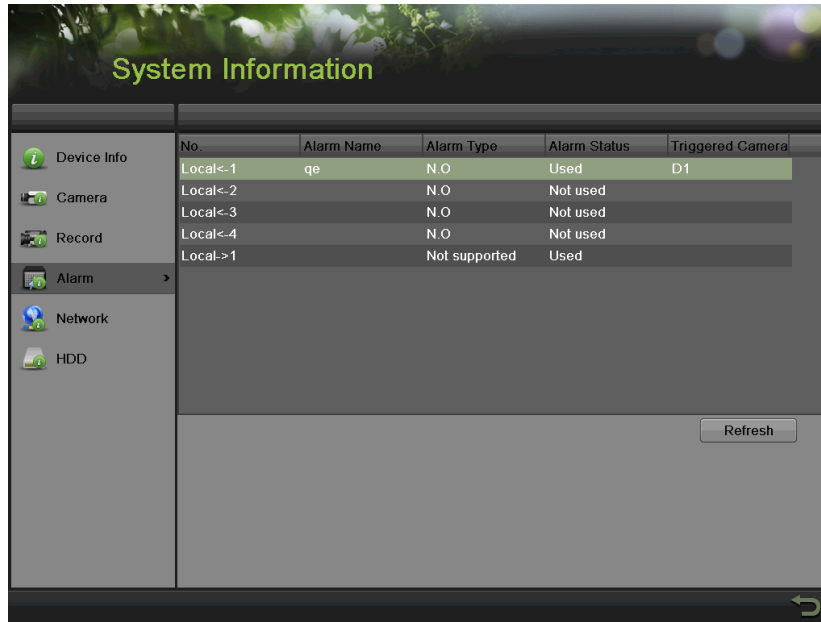 System Information
Device Info
Camera
Record
Alarm >
Network
HDD
No. Alarm Name Alarm Type Alarm Status Triggered Camera
Local<-1 qe N.O Used D1
Local<-2 N.O Not used
Local<-3 N.O Not used
Local<-4 N.O Not used
Local->1 Not supported Used
Refresh